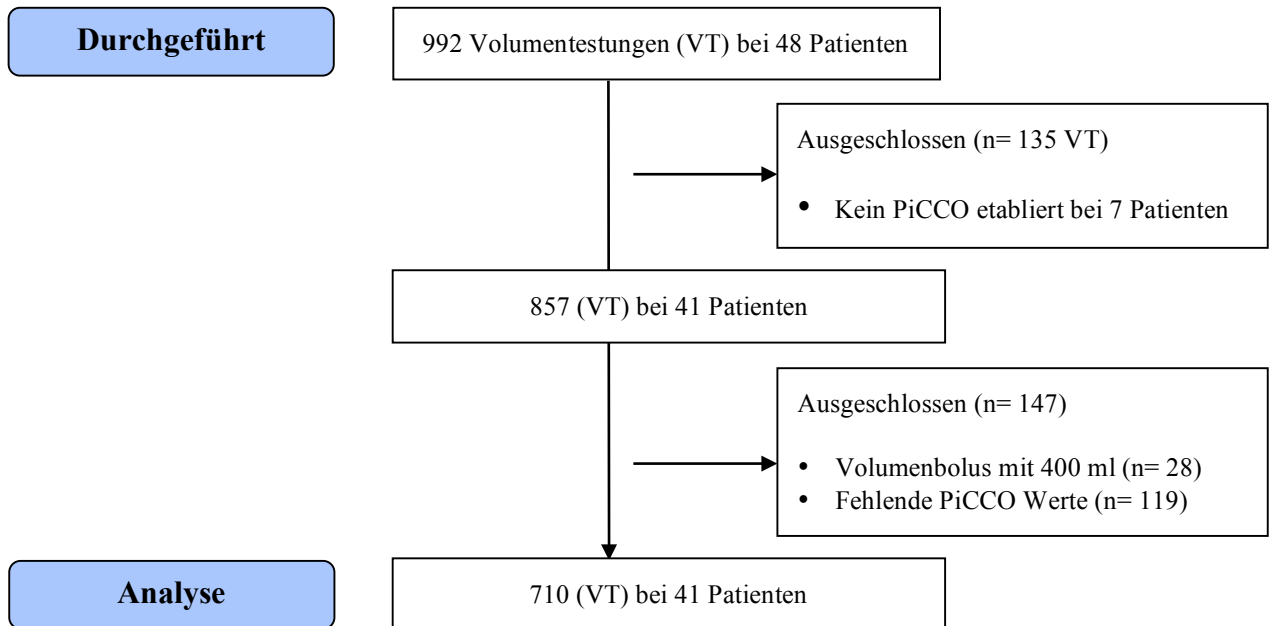 Durchgeführt
992 Volumentestungen (VT) bei 48 Patienten
Ausgeschlossen (n= 135 VT)
• Kein PiCCO etabliert bei 7 Patienten
857 (VT) bei 41 Patienten
Ausgeschlossen (n= 147)
• Volumenbolus mit 400 ml (n= 28)
• Fehlende PiCCO Werte (n= 119)
Analyse
710 (VT) bei 41 Patienten